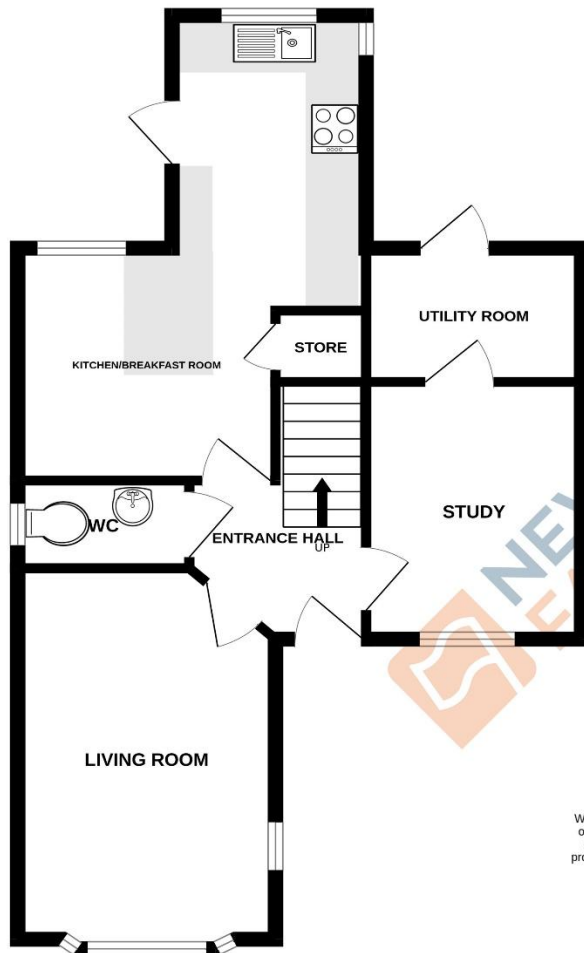 UTILITY ROOM
STORE
KITCHEN/BREAKFAST ROOM
STUDY
WC
ENTRANCE HALL
UP
LIVING ROOM